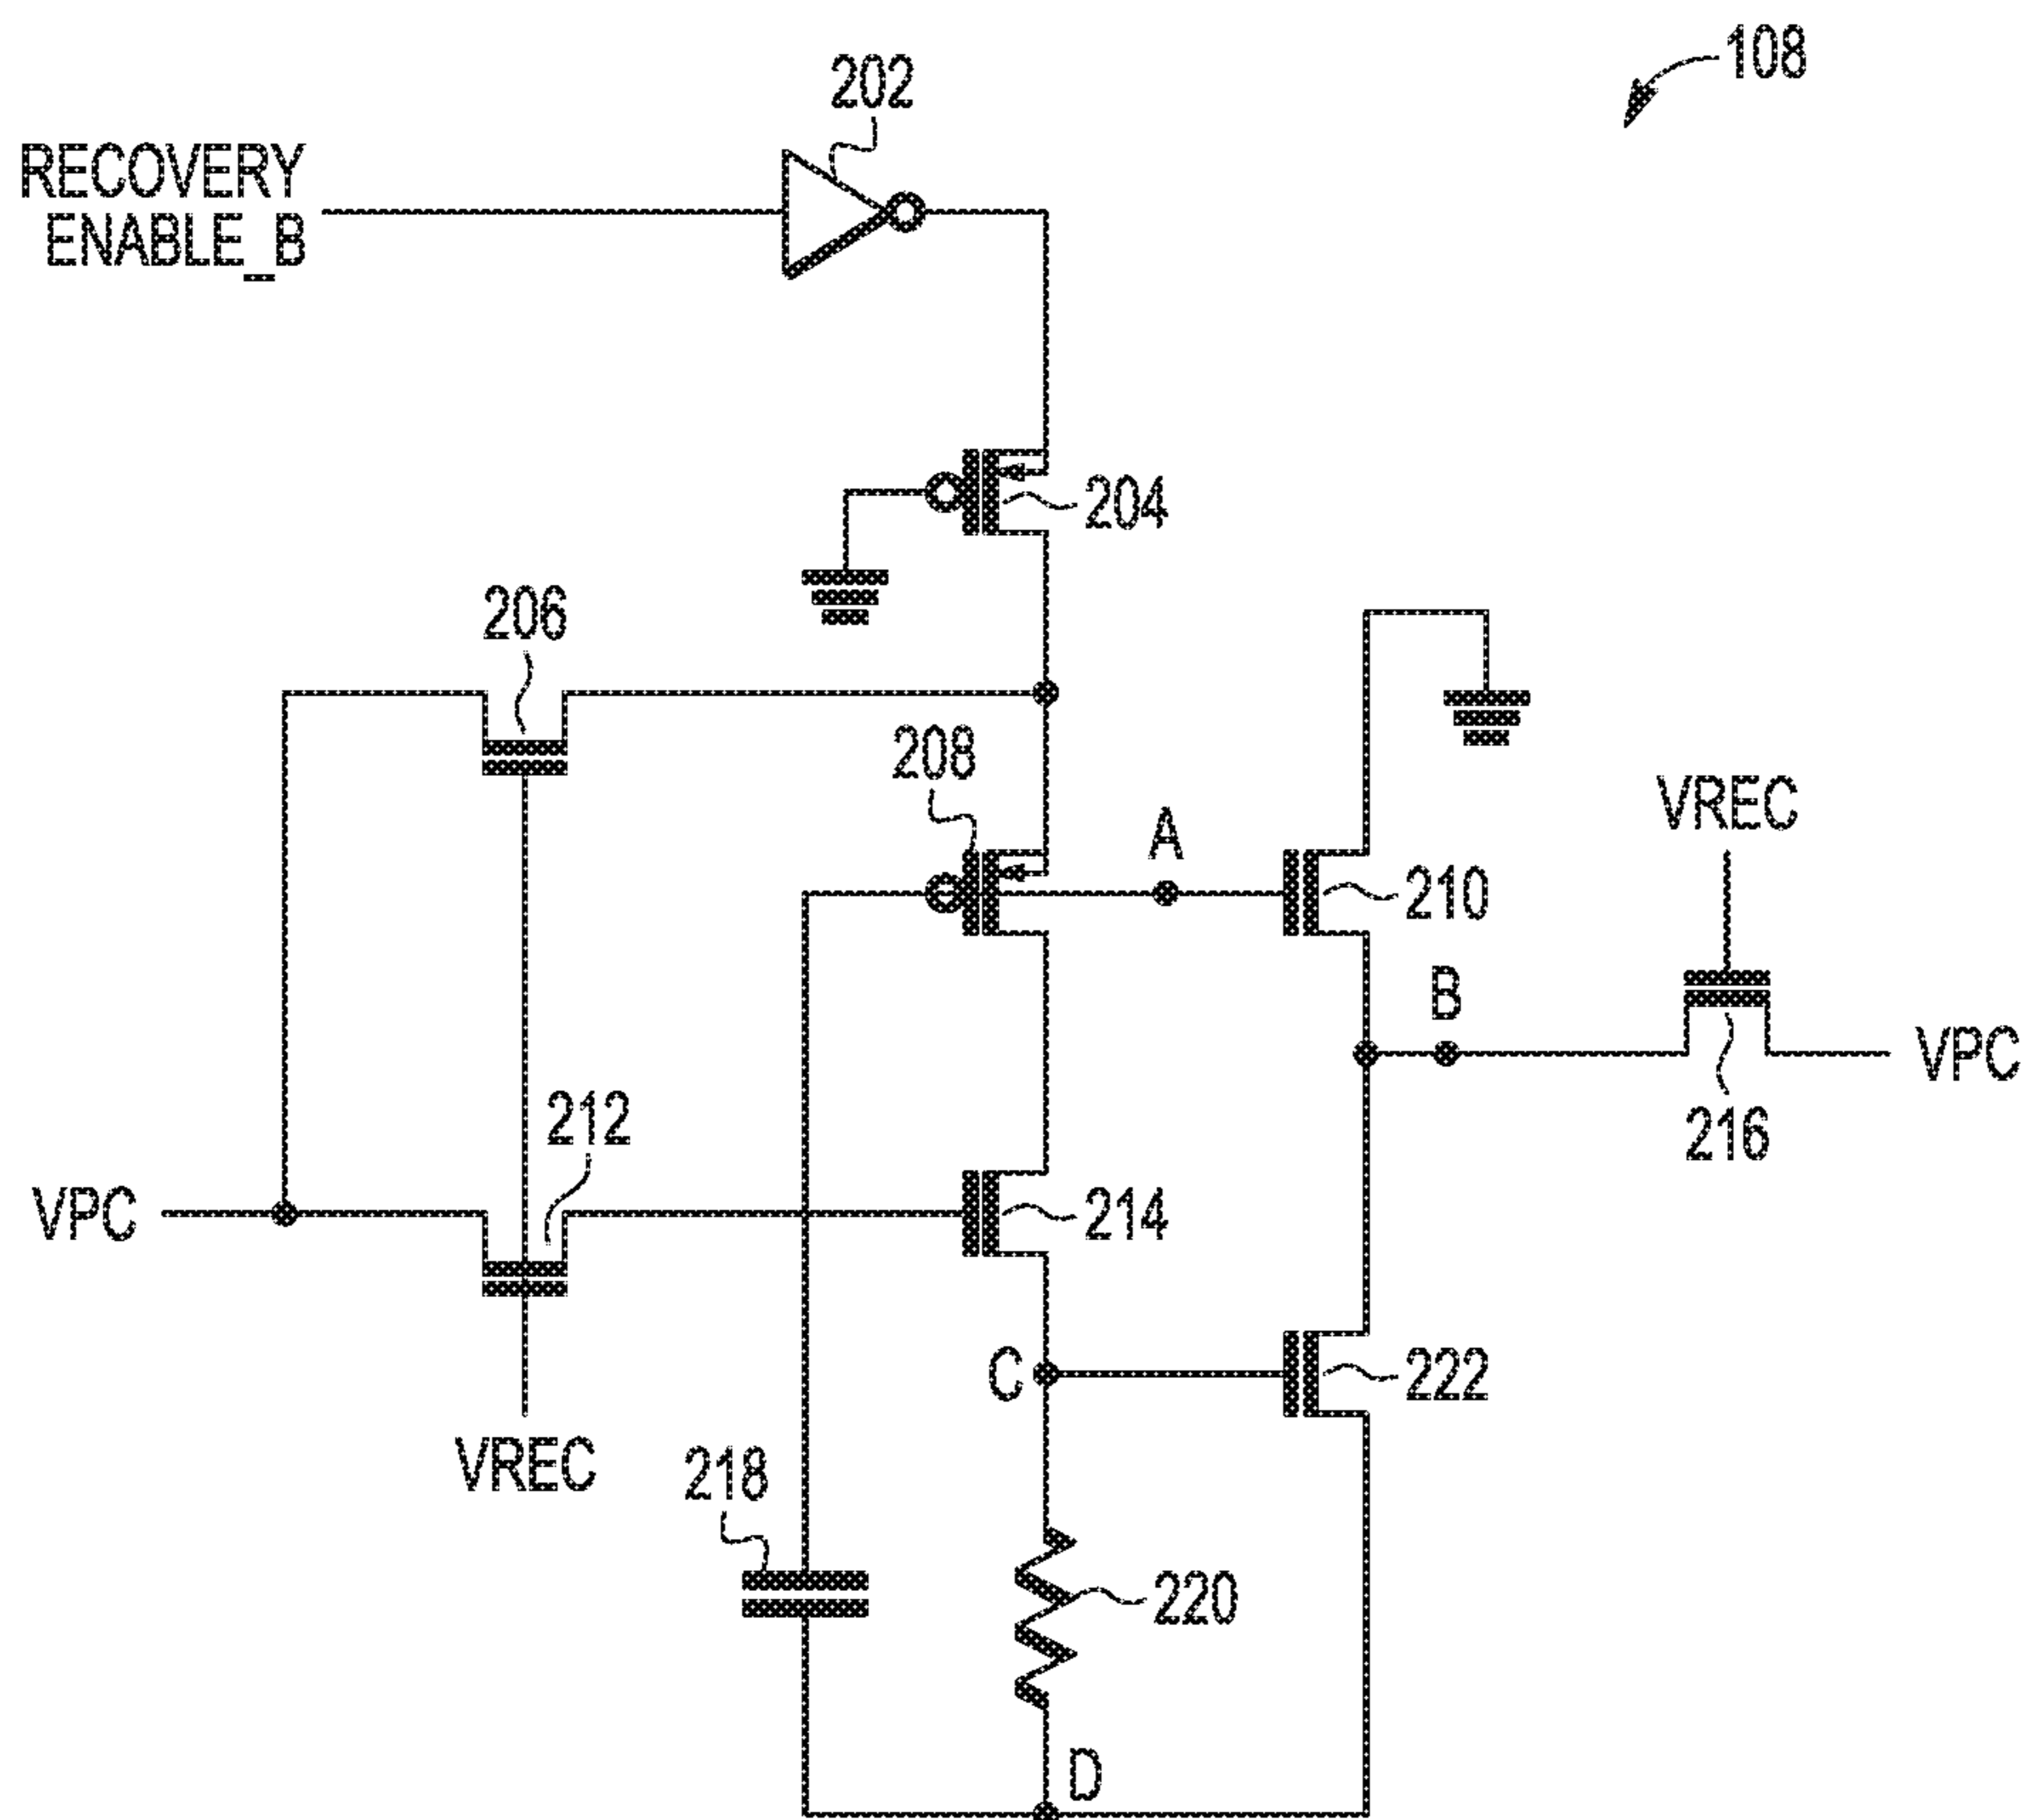 108
202
RECOVERY
ENABLE_B
204
206
208
A
210
VREC
B
VPC
216
212
214
VPC
C
222
VREC
218
220
D